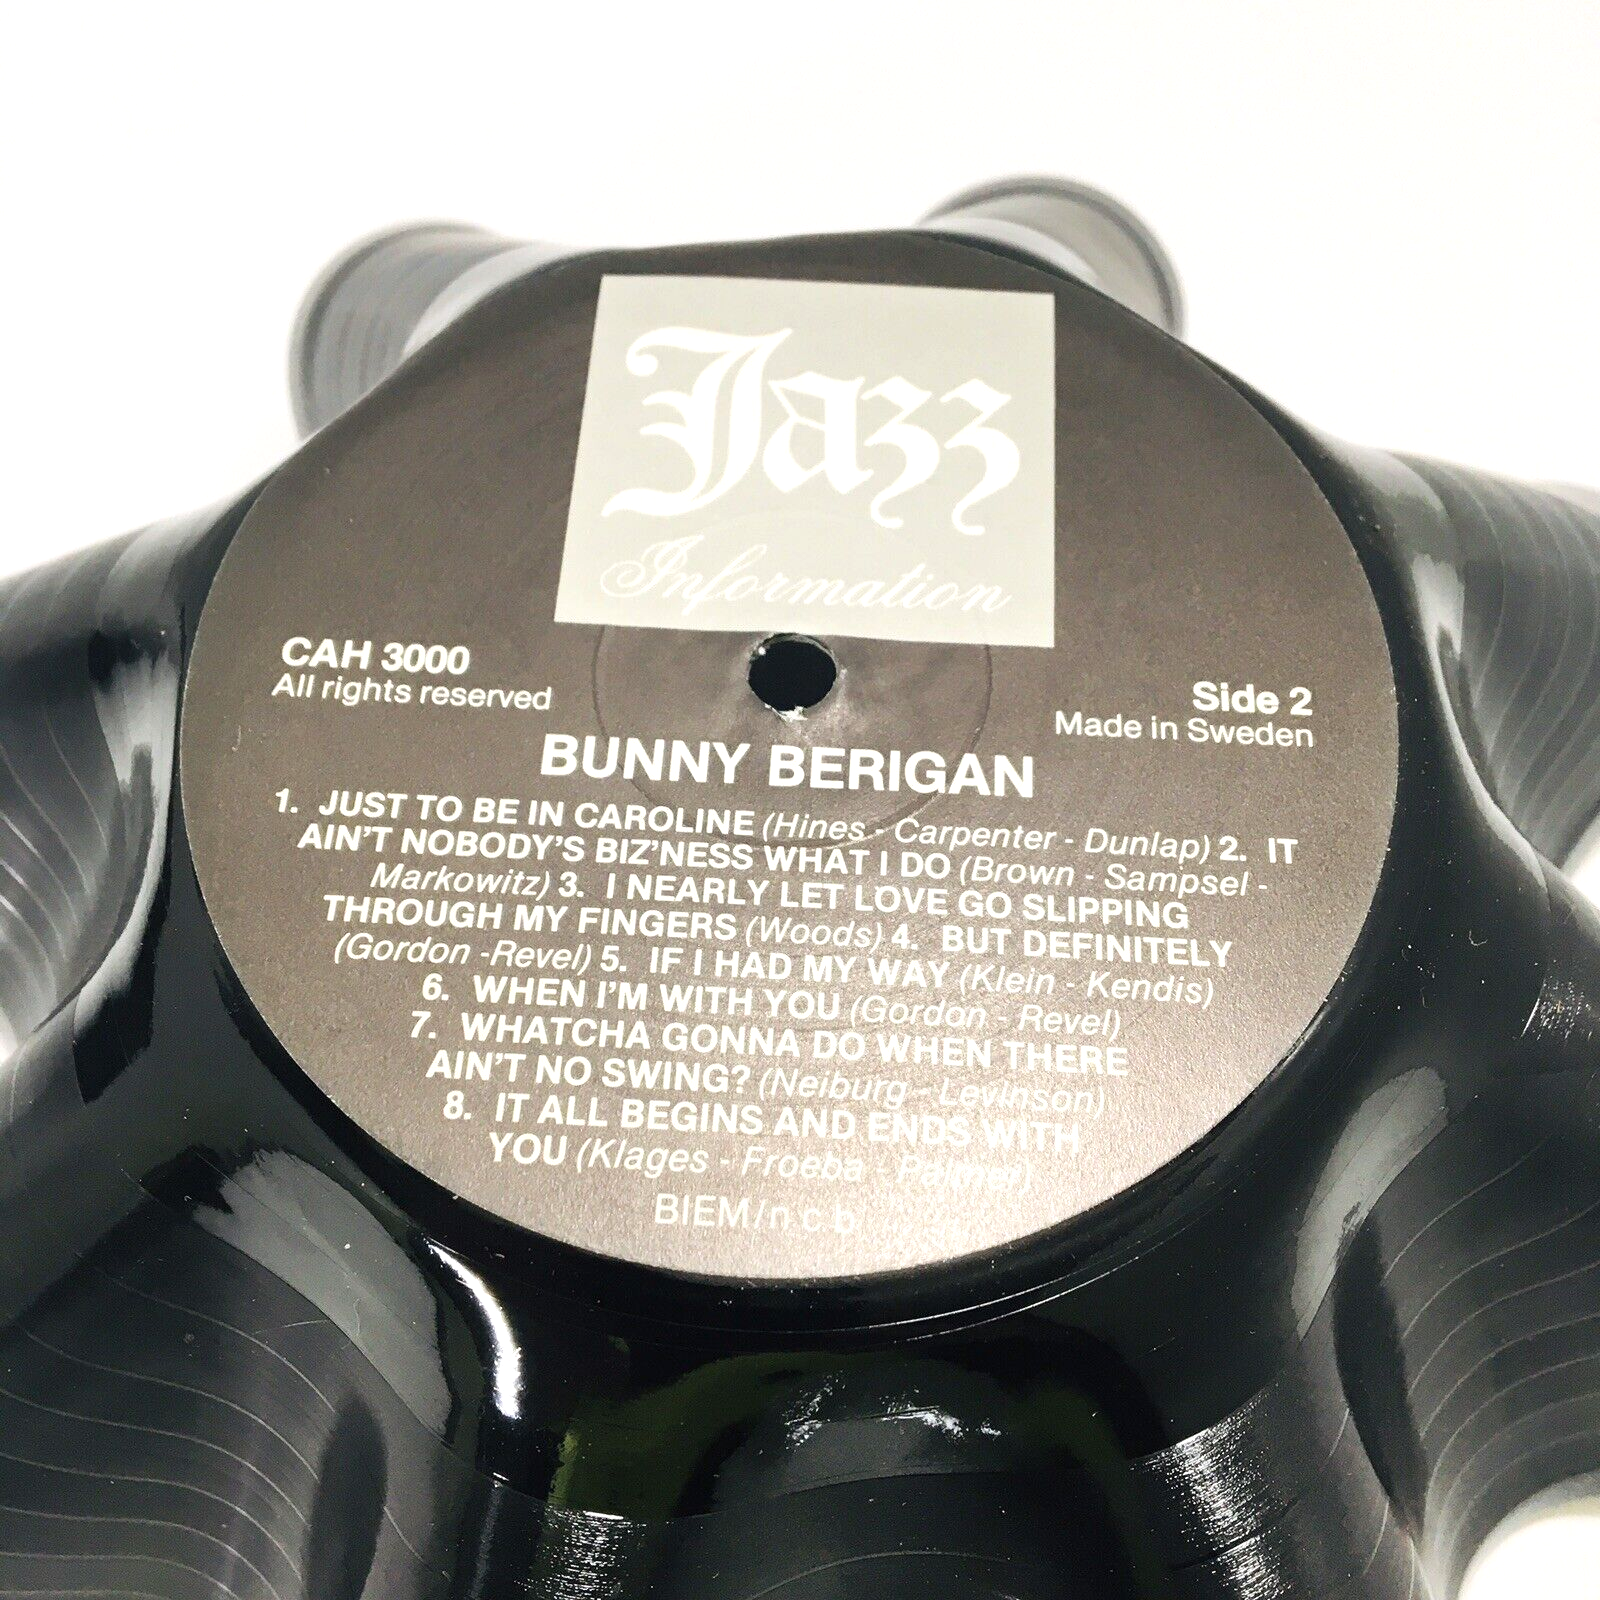 Jazz
Information
CAH 3000
All rights reserved
Side 2
Made in Sweden
BUNNY BERIGAN
1. JUST TO BE IN CAROLINE (Hines - Carpenter - Dunlap) 2. IT
AIN'T NOBODY'S BIZ'NESS WHAT I DO (Brown - Sampsel -
Markowitz) 3. I NEARLY LET LOVE GO SLIPPING
THROUGH MY FINGERS (Woods) 4. BUT DEFINITELY
(Gordon -Revel) 5. IF I HAD MY WAY (Klein - Kendis)
6. WHEN I'M WITH YOU (Gordon - Revel)
7. WHATCHA GONNA DO WHEN THERE
AIN'T NO SWING? (Neiburg - Levinson)
8. IT ALL BEGINS AND ENDS WITH
YOU (Klages - Froeba - Palmer)
BIEM/n c b